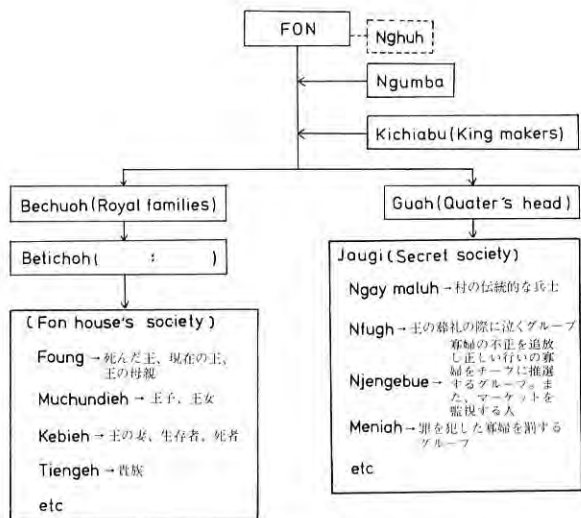 FON
Nghuh
Ngumba
Kichiabu (King makers)
Bechuoh (Royal families)
Guah (Quater's head)
Betichoh ( : )
(Fon house's society)
Foung → 死んだ王、現在の王、
王の母親
Muchundieh → 王子、王女
Kebieh → 王の妻、生存者、死者
Tiengeh → 貴族
etc
Jaugi (Secret society)
Ngay maluh → 村の伝統的な兵士
Nfugh → 王の葬礼の際に泣くグループ
寡婦の不正を追放
し正しい行いの寡
婦をチーフに推選
Njengebue → するグループ。ま
た、マーケットを
監視する人
Meniah → 罪を犯した寡婦を罰する
グループ
etc